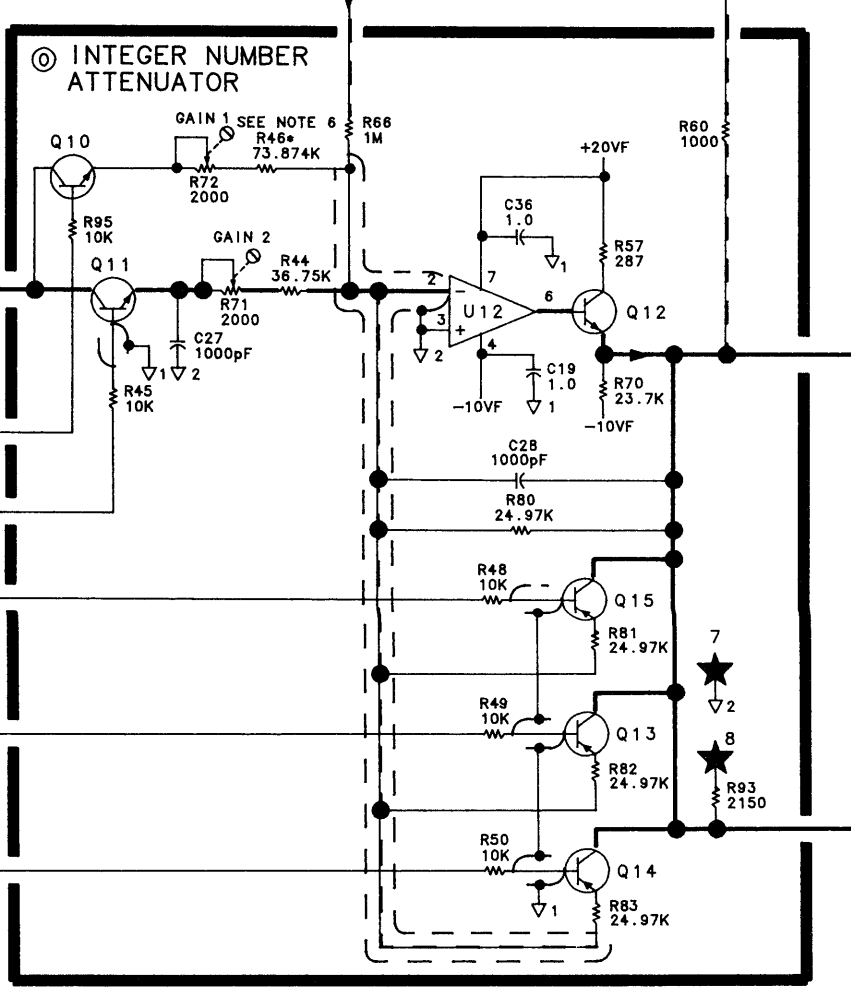 O INTEGER NUMBER
ATTENUATOR
GAIN 1
SEE NOTE 6
R66
1M
R60
1000
Q10
R46*
73.874K
R72
2000
+20VF
R95
10K
C36
1.0
1
R57
287
GAIN 2
Q11
R44
36.75K
R71
2000
2
7
3
U12
6
Q12
4
C27
1000pF
1
2
2
R45
10K
C19
1.0
1
R70
23.7K
-10VF
-10VF
C28
1000pF
R80
24.97K
R48
10K
Q15
R81
24.97K
7
2
R49
10K
Q13
8
R82
24.97K
R93
2150
R50
10K
Q14
1
R83
24.97K